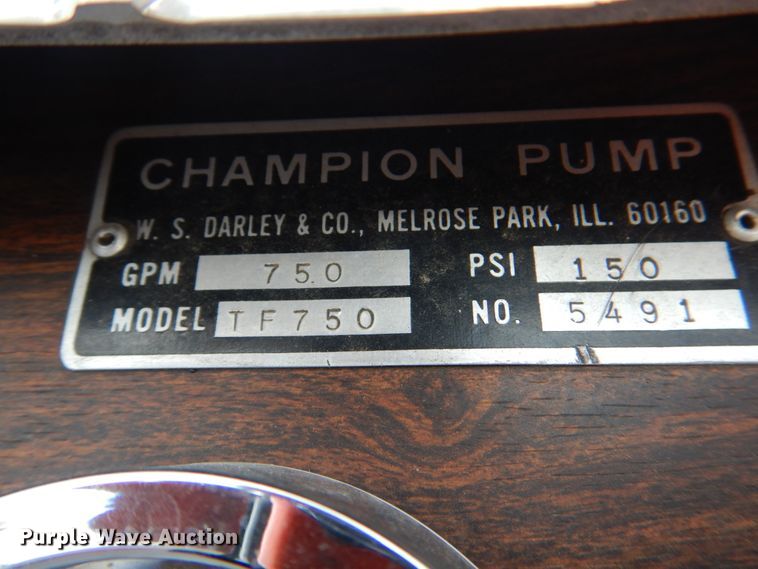 CHAMPION PUMP
W. S. DARLEY & CO., MELROSE PARK, ILL. 60160
GPM 750 PSI 150
MODEL TF750 NO. 5491
Purple Wave Auction